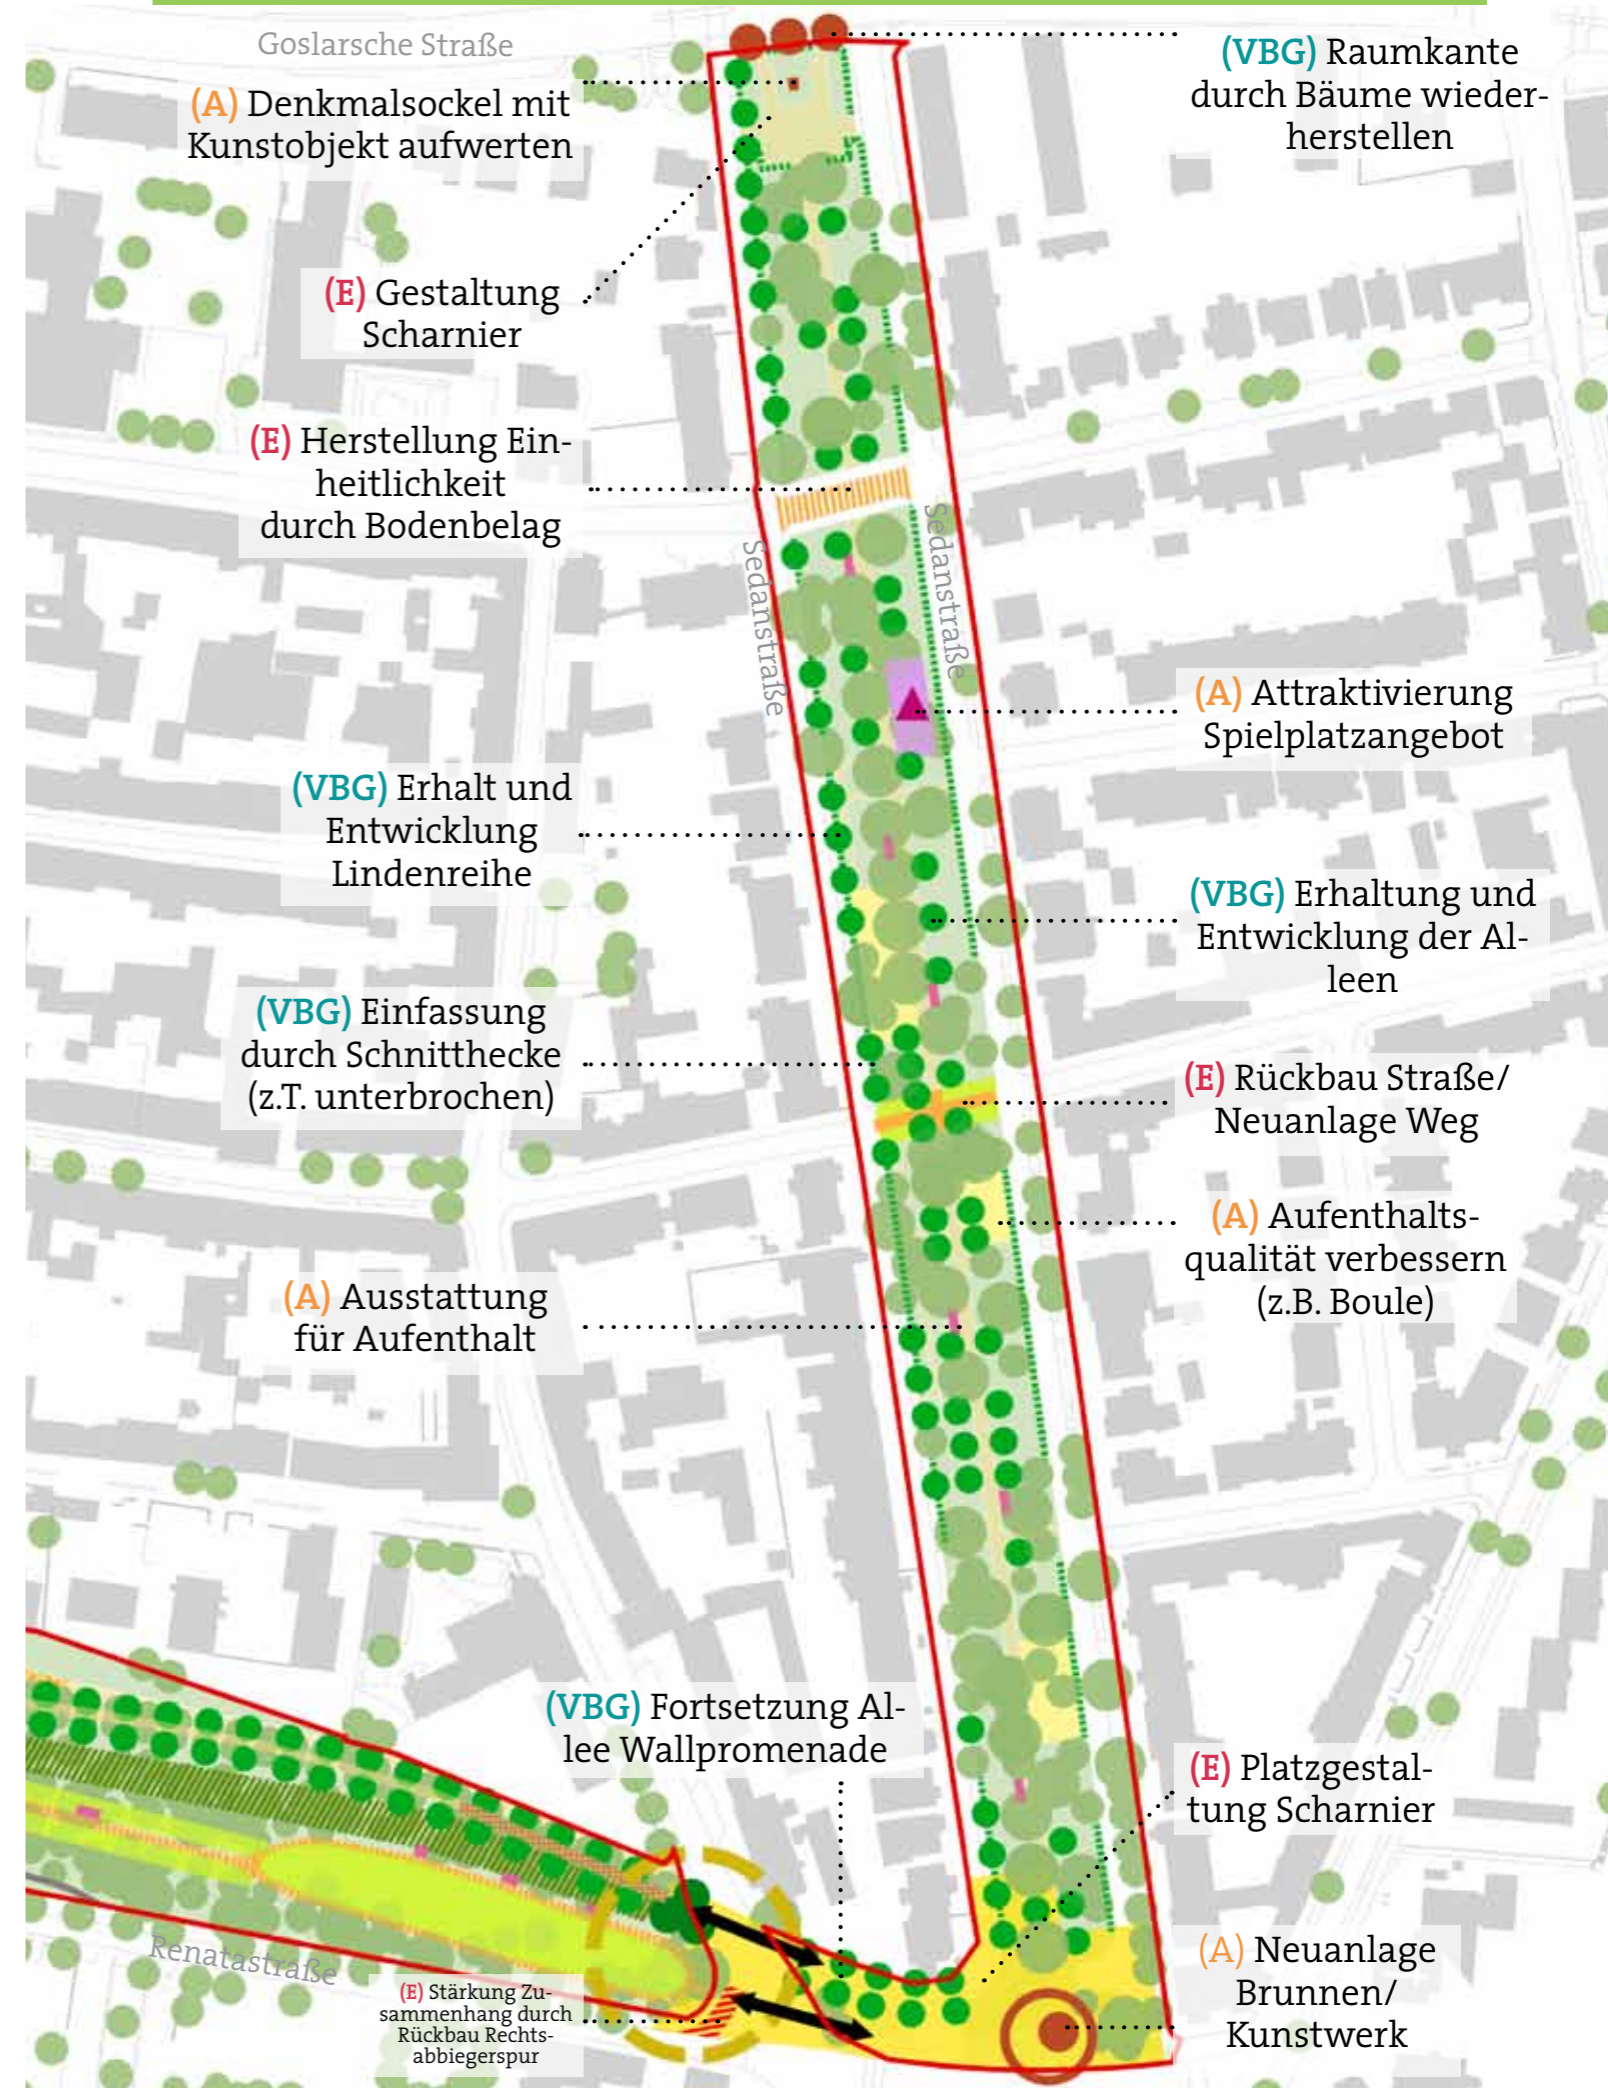 Goslarsche Straße
(VBG) Raumkante
durch Bäume wieder-
herstellen
(A) Denkmalsockel mit
Kunstobjekt aufwerten
(E) Gestaltung
Scharnier
(E) Herstellung Ein-
heitlichkeit
durch Bodenbelag
Sedanstraße
Sedanstraße
(A) Attraktivierung
Spielplatzangebot
(VBG) Erhalt und
Entwicklung
Lindenreihe
(VBG) Erhaltung und
Entwicklung der Al-
leen
(VBG) Einfassung
durch Schnitthecke
(z.T. unterbrochen)
(E) Rückbau Straße/
Neuanlage Weg
(A) Aufenthalts-
qualität verbessern
(z.B. Boule)
(A) Ausstattung
für Aufenthalt
(VBG) Fortsetzung Al-
lee Wallpromenade
(E) Platzgestal-
tung Scharnier
(A) Neuanlage
Brunnen/
Kunstwerk
Renatastraße
(E) Stärkung Zu-
sammenhang durch
Rückbau Rechts-
abbiegerspur